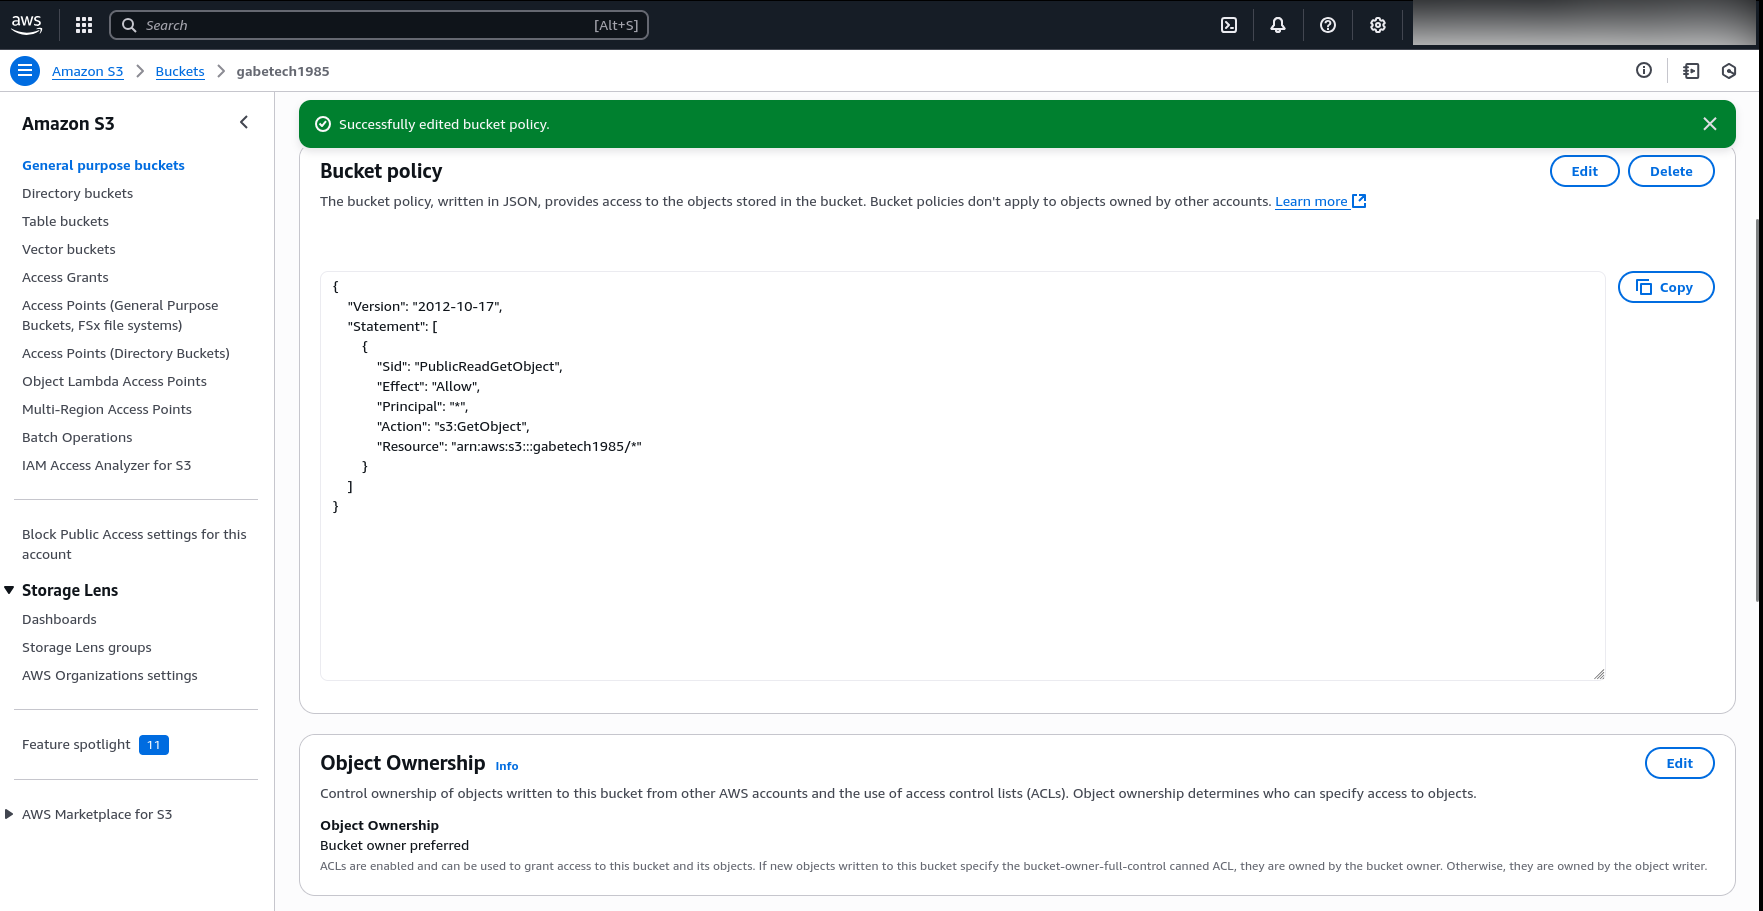 aws
Search [Alt+S]
Amazon S3 > Buckets > gabetech1985
Amazon S3
General purpose buckets
Directory buckets
Table buckets
Vector buckets
Access Grants
Access Points (General Purpose
Buckets, FSx file systems)
Access Points (Directory Buckets)
Object Lambda Access Points
Multi-Region Access Points
Batch Operations
IAM Access Analyzer for S3
Block Public Access settings for this
account
Storage Lens
Dashboards
Storage Lens groups
AWS Organizations settings
Feature spotlight 11
AWS Marketplace for S3
Successfully edited bucket policy.
Bucket policy
Edit
Delete
The bucket policy, written in JSON, provides access to the objects stored in the bucket. Bucket policies don't apply to objects owned by other accounts. Learn more
Copy
{
    "Version": "2012-10-17",
    "Statement": [
        {
            "Sid": "PublicReadGetObject",
            "Effect": "Allow",
            "Principal": "*",
            "Action": "s3:GetObject",
            "Resource": "arn:aws:s3:::gabetech1985/*"
        }
    ]
}
Object Ownership Info
Edit
Control ownership of objects written to this bucket from other AWS accounts and the use of access control lists (ACLs). Object ownership determines who can specify access to objects.
Object Ownership
Bucket owner preferred
ACLs are enabled and can be used to grant access to this bucket and its objects. If new objects written to this bucket specify the bucket-owner-full-control canned ACL, they are owned by the bucket owner. Otherwise, they are owned by the object writer.